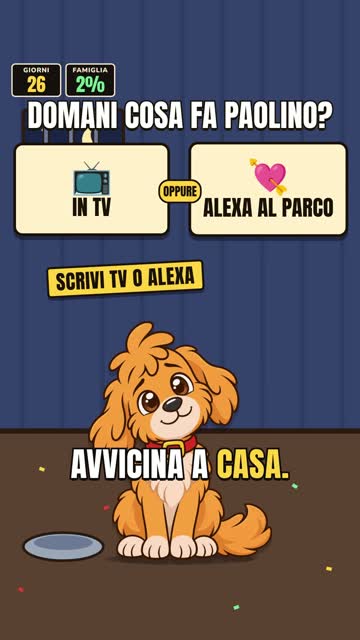 GIORNI
26
FAMIGLIA
2%
DOMANI COSA FA PAOLINO?
IN TV
OPPURE
ALEXA AL PARCO
SCRIVI TV O ALEXA
AVVICINA A CASA.